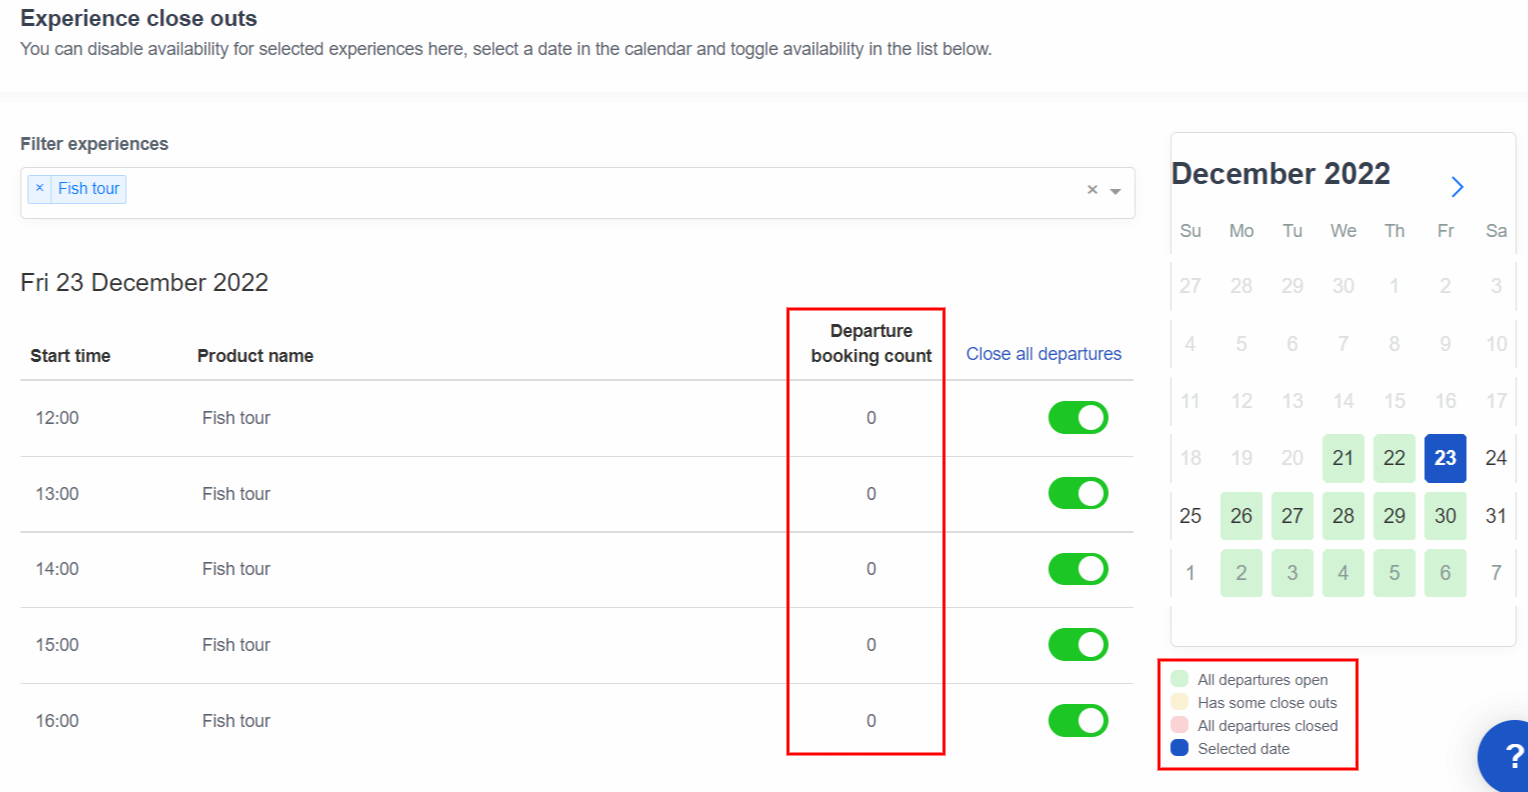 Experience close outs
You can disable availability for selected experiences here, select a date in the calendar and toggle availability in the list below.
Filter experiences
× Fish tour ×
Fri 23 December 2022
Start time Product name Departure booking count Close all departures
12:00 Fish tour 0
13:00 Fish tour 0
14:00 Fish tour 0
15:00 Fish tour 0
16:00 Fish tour 0
December 2022
Su Mo Tu We Th Fr Sa
27 28 29 30 1 2 3
4 5 6 7 8 9 10
11 12 13 14 15 16 17
18 19 20 21 22 23 24
25 26 27 28 29 30 31
1 2 3 4 5 6 7
All departures open
Has some close outs
All departures closed
Selected date
?